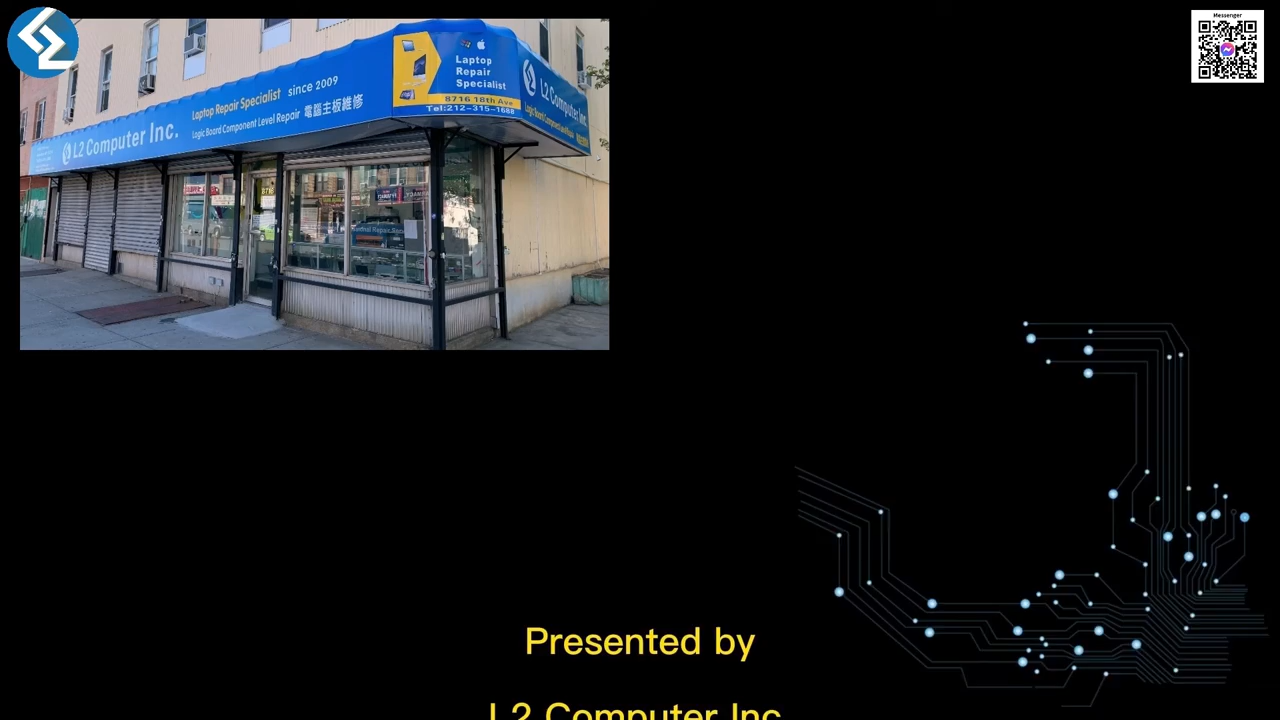 Messenger
Laptop
Repair
Specialist
8716 18th Ave
Tel:212-315-1688
L2 Computer Inc.
Laptop Repair Specialist since 2009
Logic Board Component Level Repair 電腦主板維修
L2 Computer Inc.
Presented by
L2 Computer Inc